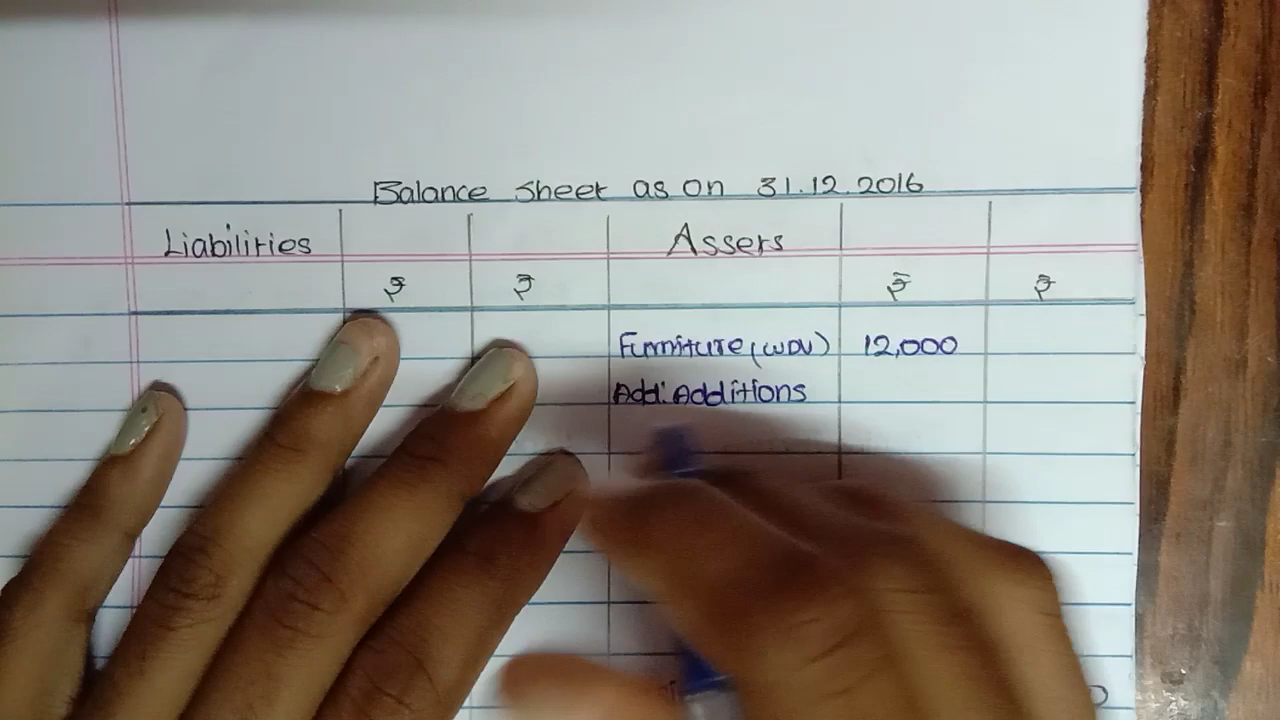 Balance Sheet as on 31.12.2016
Liabilities Assets
₹ ₹ ₹ ₹
Furniture (WDV) 12,000
Add: Additions